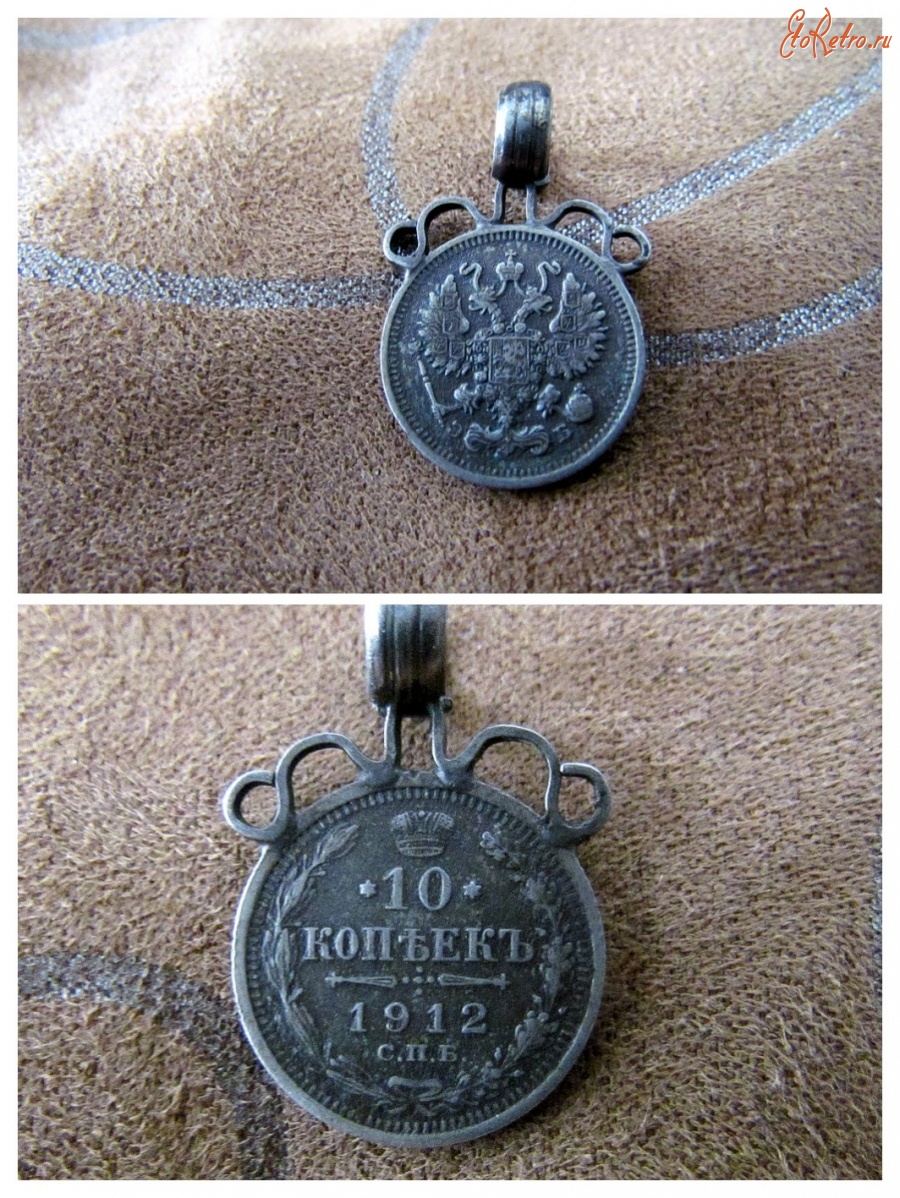 EtoRetro.ru
Э Б
* 10 *
КОПѢЕКЪ
1912
С.П.Б.